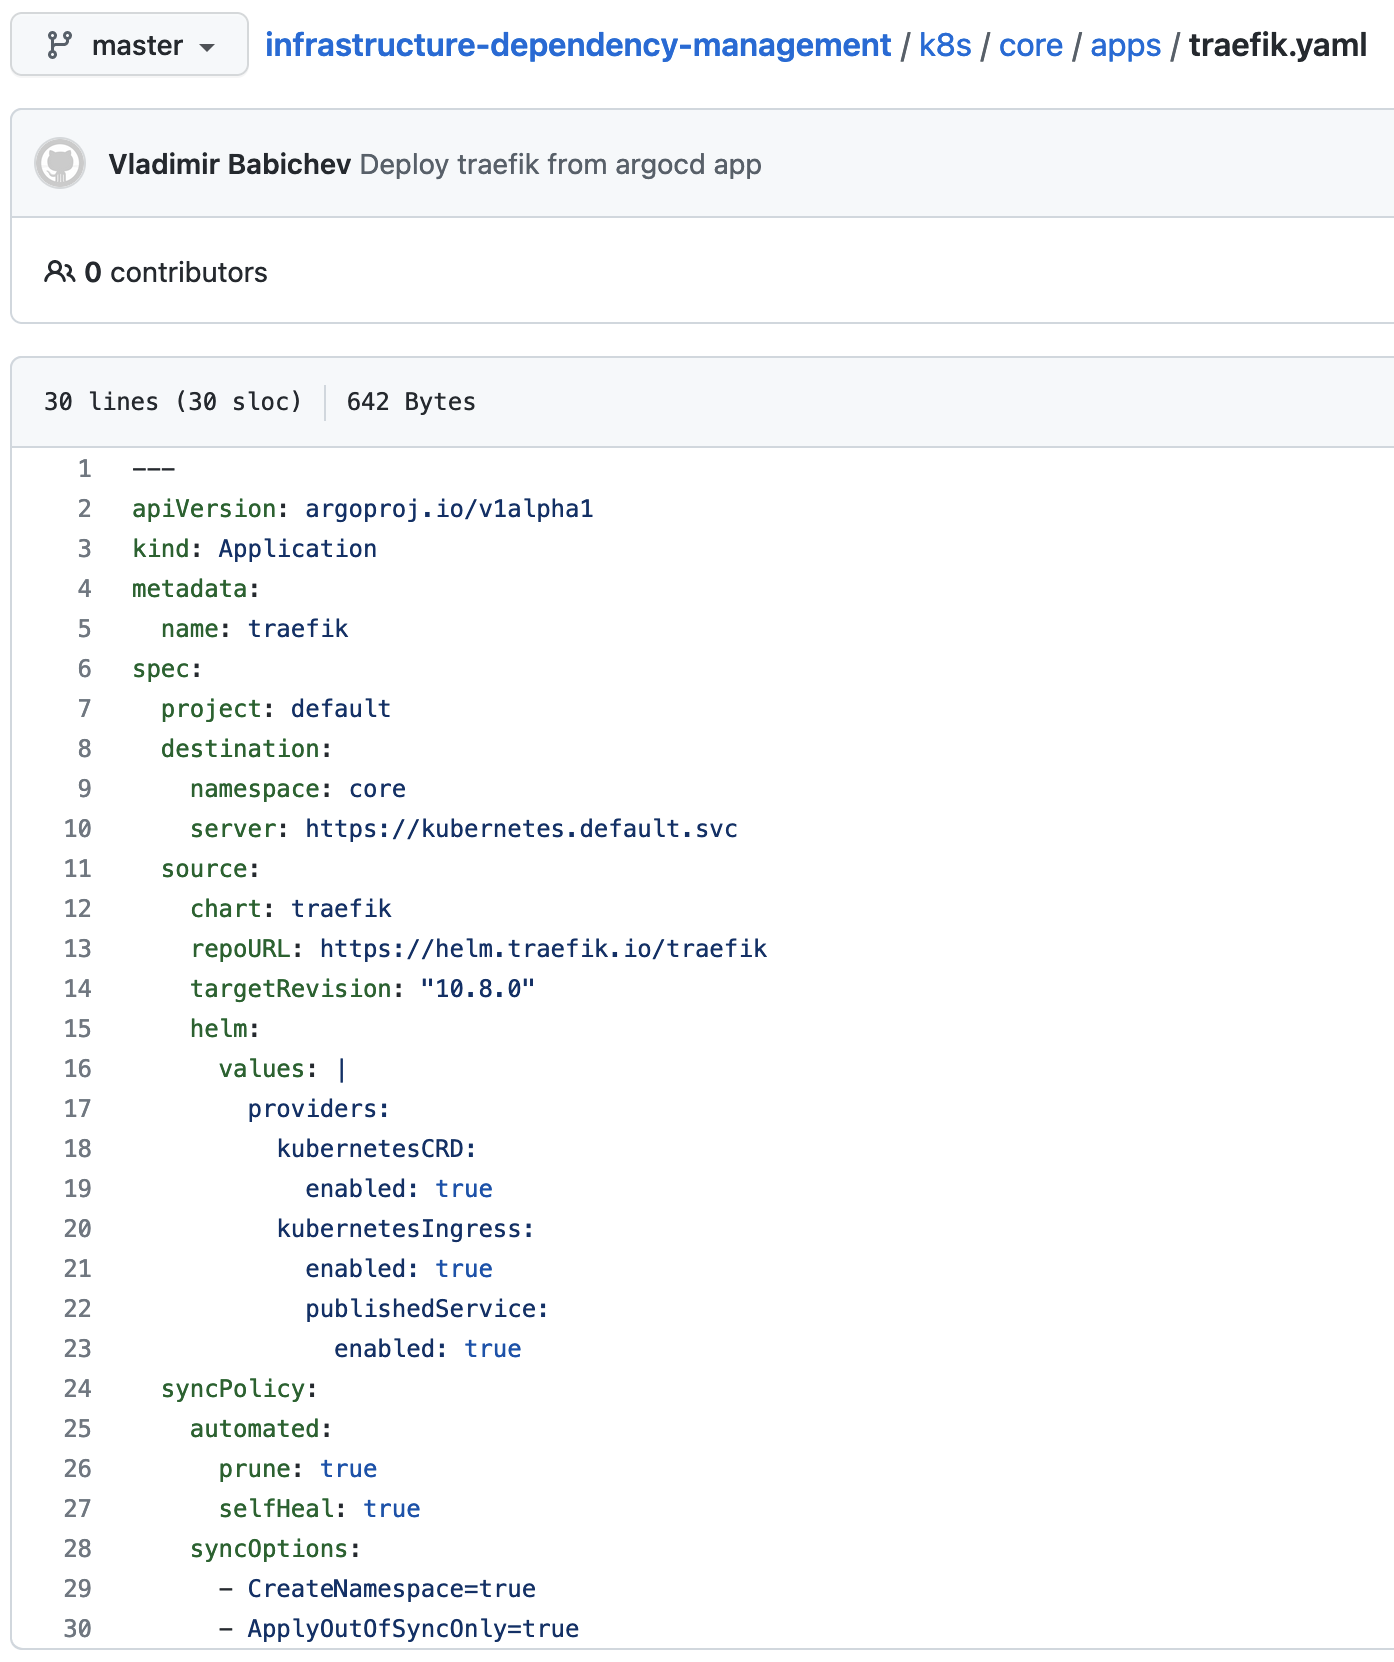 master infrastructure-dependency-management / k8s / core / apps / traefik.yaml
Vladimir Babichev Deploy traefik from argocd app
0 contributors
30 lines (30 sloc) 642 Bytes
1 ---
2 apiVersion: argoproj.io/v1alpha1
3 kind: Application
4 metadata:
5   name: traefik
6 spec:
7   project: default
8   destination:
9     namespace: core
10     server: https://kubernetes.default.svc
11   source:
12     chart: traefik
13     repoURL: https://helm.traefik.io/traefik
14     targetRevision: "10.8.0"
15     helm:
16       values: |
17         providers:
18           kubernetesCRD:
19             enabled: true
20           kubernetesIngress:
21             enabled: true
22             publishedService:
23               enabled: true
24   syncPolicy:
25     automated:
26       prune: true
27       selfHeal: true
28     syncOptions:
29       - CreateNamespace=true
30       - ApplyOutOfSyncOnly=true